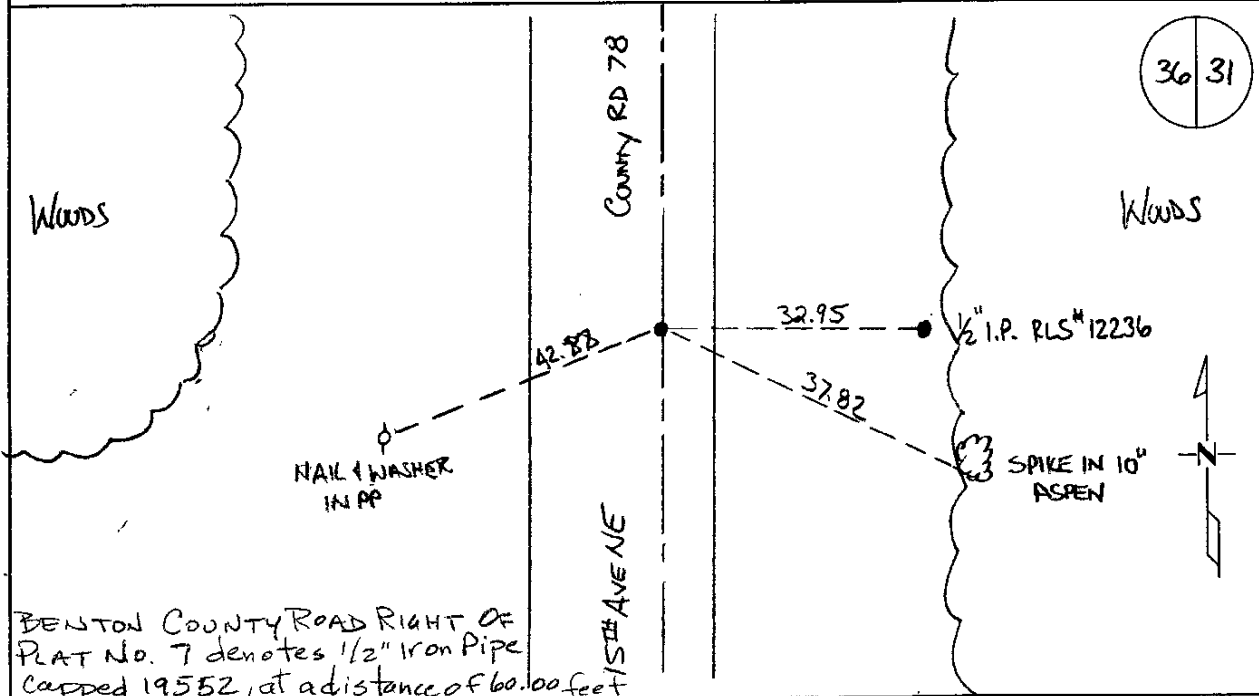 County RD 78
36 31
WOODS
WOODS
32.95
1/2" I.P. RLS# 12236
42.88
37.82
NAIL & WASHER
IN PP
SPIKE IN 10"
ASPEN
N
15TH AVE NE
BENTON COUNTY ROAD RIGHT OF
PLAT No. 7 denotes 1/2" Iron Pipe
Capped 19552, at a distance of 60.00 feet